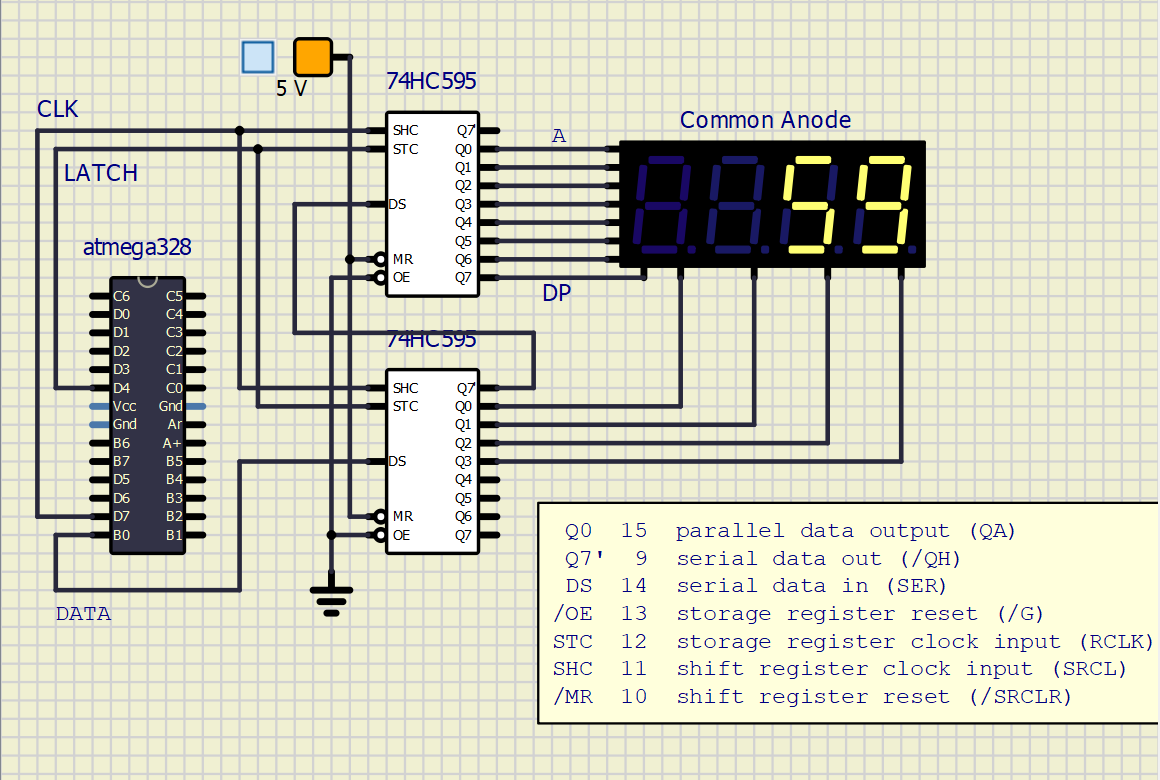 5 V
74HC595
CLK
SHC Q7'
STC Q0
Q1
Q2
DS Q3
Q4
Q5
MR Q6
OE Q7
A
Common Anode
59
DP
LATCH
atmega328
C6 C5
D0 C4
D1 C3
D2 C2
D3 C1
D4 C0
Vcc Gnd
Gnd Ar
B6 A+
B7 B5
D5 B4
D6 B3
D7 B2
B0 B1
DATA
74HC595
SHC Q7'
STC Q0
Q1
Q2
DS Q3
Q4
Q5
MR Q6
OE Q7
Q0 15 parallel data output (QA)
Q7' 9 serial data out (/QH)
DS 14 serial data in (SER)
/OE 13 storage register reset (/G)
STC 12 storage register clock input (RCLK)
SHC 11 shift register clock input (SRCL)
/MR 10 shift register reset (/SRCLR)